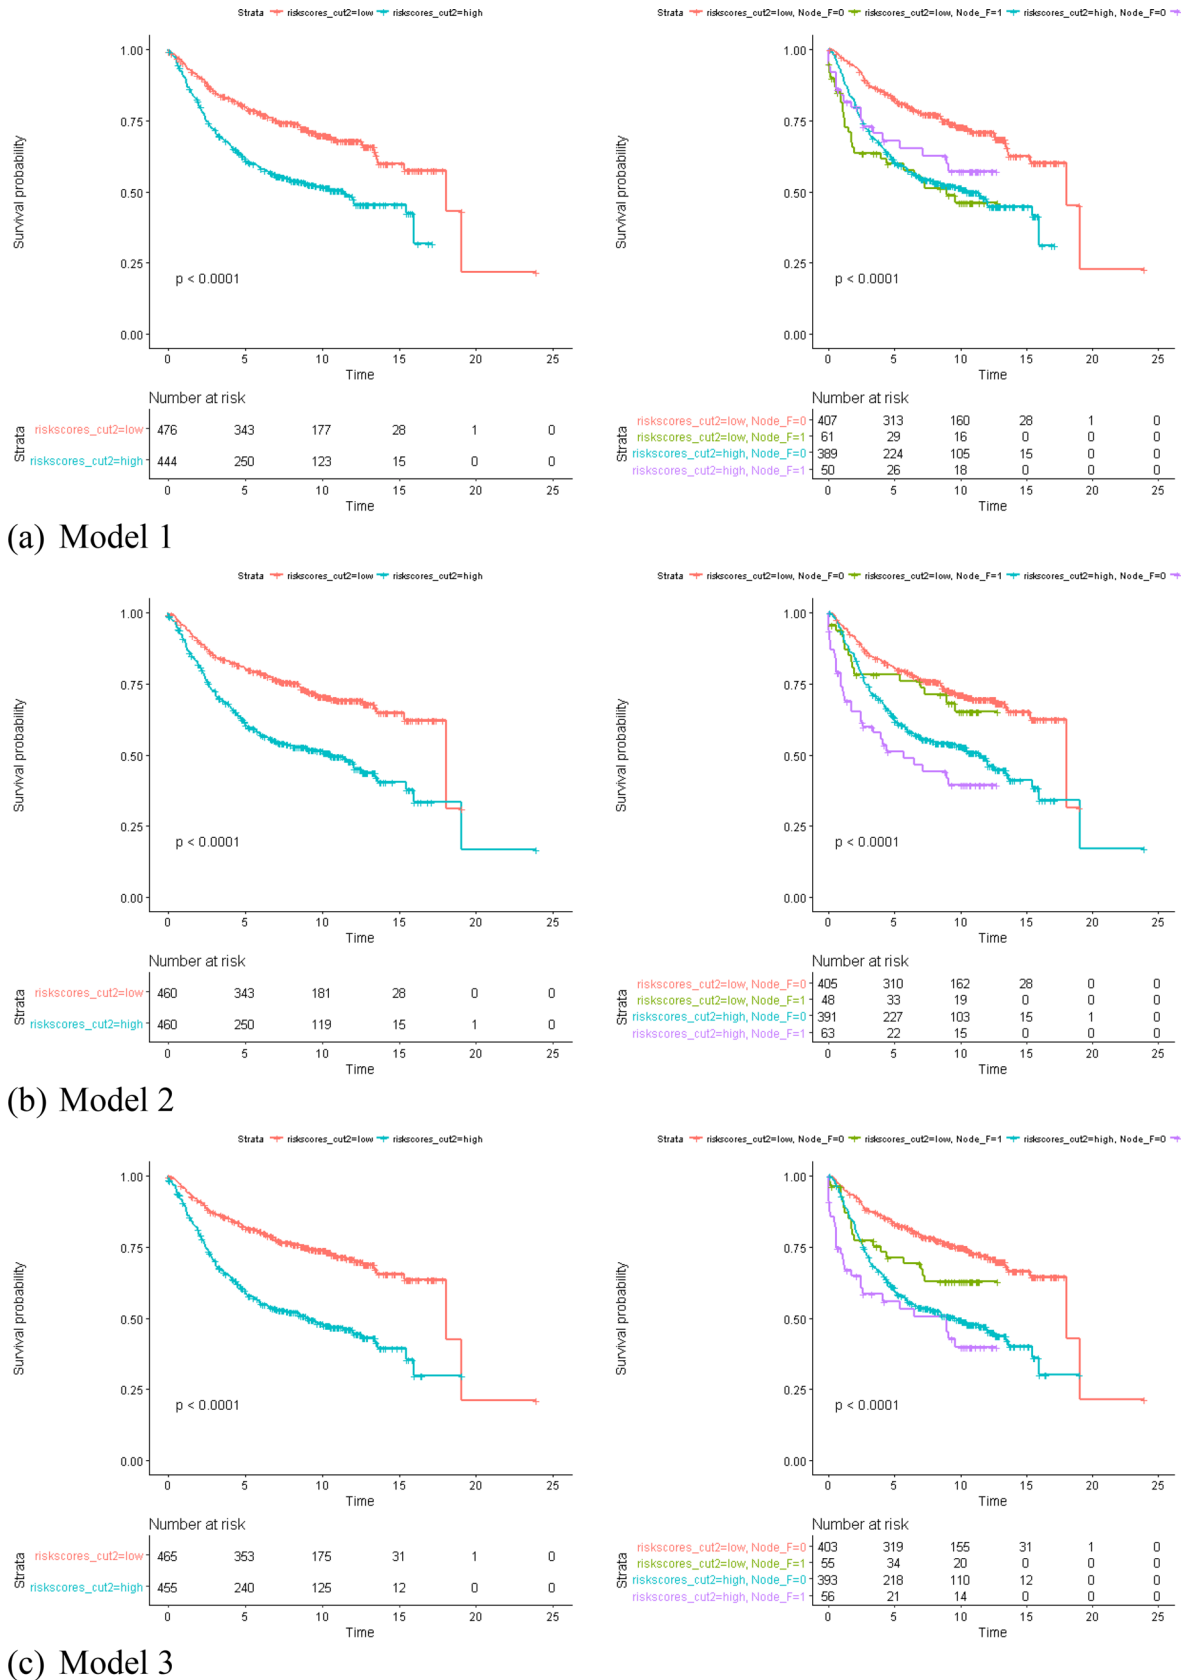 Strata riskscores_cut2=low riskscores_cut2=high
1.00
0.75
0.50
0.25
0.00
Survival probability
p < 0.0001
0 5 10 15 20 25
Time
Number at risk
Strata
riskscores_cut2=low 476 343 177 28 1 0
riskscores_cut2=high 444 250 123 15 0 0
0 5 10 15 20 25
Time
Strata riskscores_cut2=low, Node_F=0 riskscores_cut2=low, Node_F=1 riskscores_cut2=high, Node_F=0
1.00
0.75
0.50
0.25
0.00
Survival probability
p < 0.0001
0 5 10 15 20 25
Time
Number at risk
Strata
riskscores_cut2=low, Node_F=0 407 313 160 28 1 0
riskscores_cut2=low, Node_F=1 61 29 16 0 0 0
riskscores_cut2=high, Node_F=0 389 224 105 15 0 0
riskscores_cut2=high, Node_F=1 50 26 18 0 0 0
0 5 10 15 20 25
Time
(a) Model 1
Strata riskscores_cut2=low riskscores_cut2=high
1.00
0.75
0.50
0.25
0.00
Survival probability
p < 0.0001
0 5 10 15 20 25
Time
Number at risk
Strata
riskscores_cut2=low 460 343 181 28 0 0
riskscores_cut2=high 460 250 119 15 1 0
0 5 10 15 20 25
Time
Strata riskscores_cut2=low, Node_F=0 riskscores_cut2=low, Node_F=1 riskscores_cut2=high, Node_F=0
1.00
0.75
0.50
0.25
0.00
Survival probability
p < 0.0001
0 5 10 15 20 25
Time
Number at risk
Strata
riskscores_cut2=low, Node_F=0 405 310 162 28 0 0
riskscores_cut2=low, Node_F=1 48 33 19 0 0 0
riskscores_cut2=high, Node_F=0 391 227 103 15 1 0
riskscores_cut2=high, Node_F=1 63 22 15 0 0 0
0 5 10 15 20 25
Time
(b) Model 2
Strata riskscores_cut2=low riskscores_cut2=high
1.00
0.75
0.50
0.25
0.00
Survival probability
p < 0.0001
0 5 10 15 20 25
Time
Number at risk
Strata
riskscores_cut2=low 465 353 175 31 1 0
riskscores_cut2=high 455 240 125 12 0 0
0 5 10 15 20 25
Time
Strata riskscores_cut2=low, Node_F=0 riskscores_cut2=low, Node_F=1 riskscores_cut2=high, Node_F=0
1.00
0.75
0.50
0.25
0.00
Survival probability
p < 0.0001
0 5 10 15 20 25
Time
Number at risk
Strata
riskscores_cut2=low, Node_F=0 403 319 155 31 1 0
riskscores_cut2=low, Node_F=1 55 34 20 0 0 0
riskscores_cut2=high, Node_F=0 393 218 110 12 0 0
riskscores_cut2=high, Node_F=1 56 21 14 0 0 0
0 5 10 15 20 25
Time
(c) Model 3